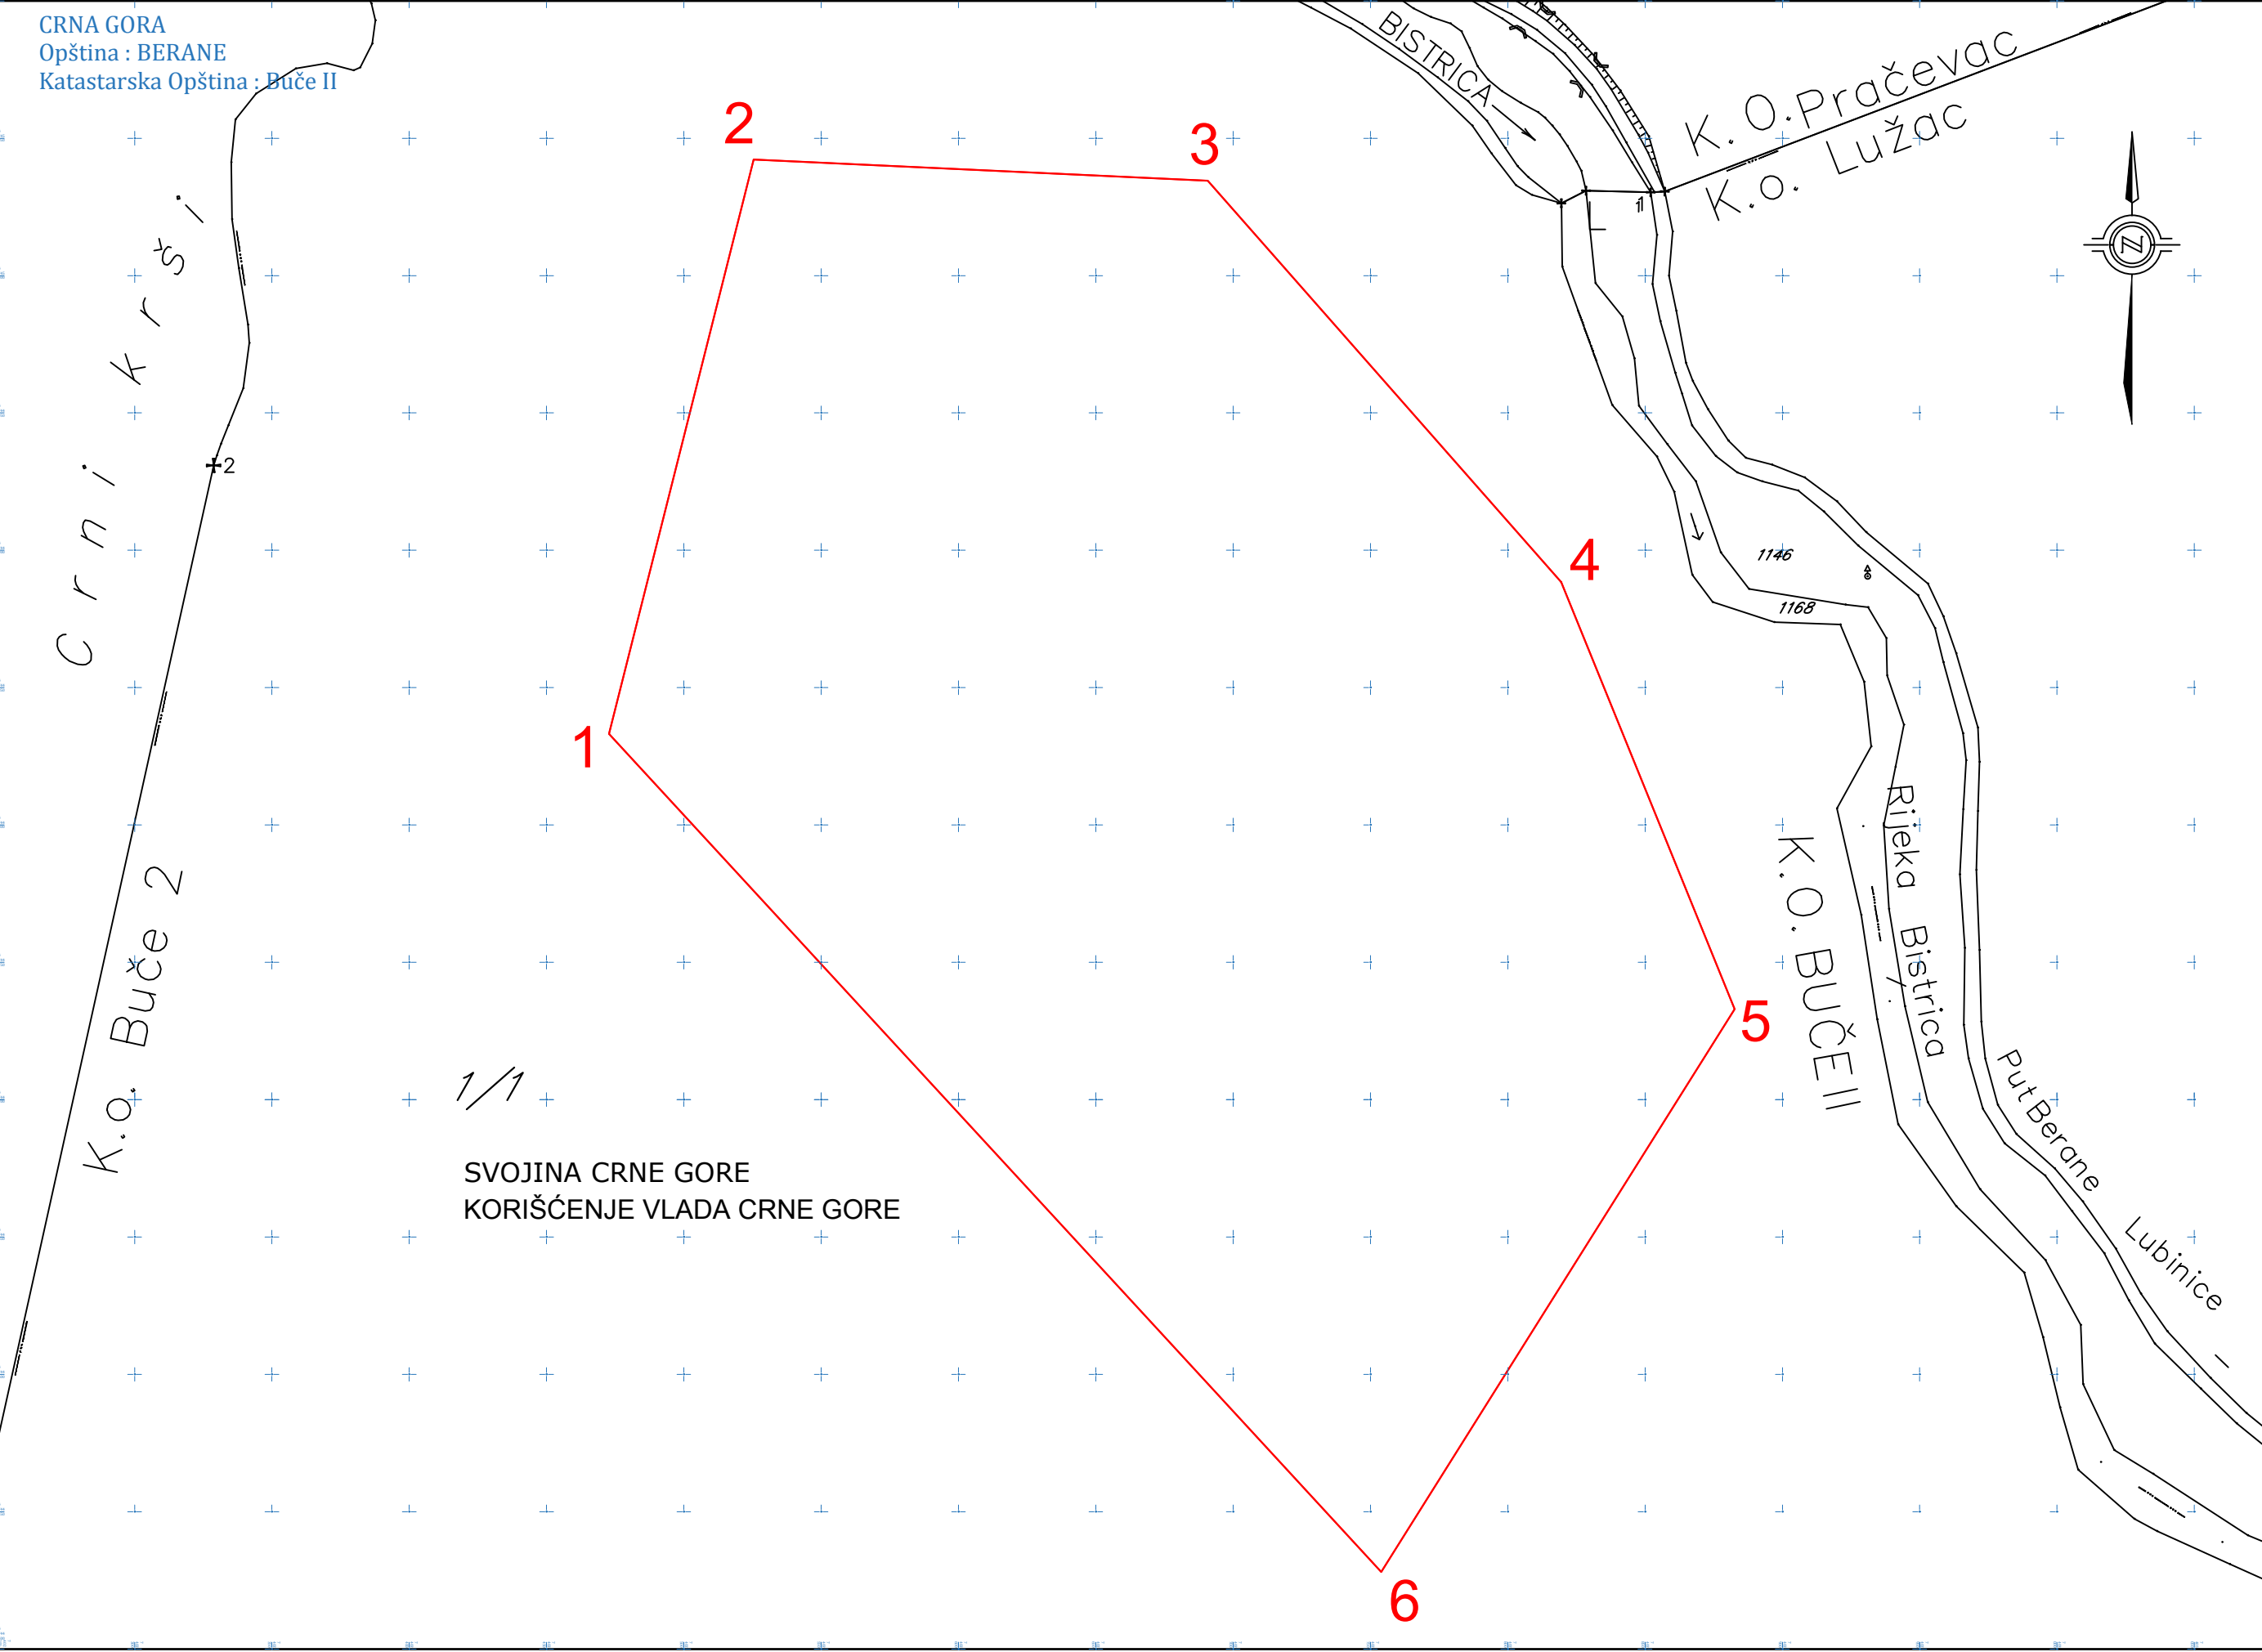 CRNA GORA
Opština : BERANE
Katastarska Opština : Buče II
BISTRICA
K. O. Pračevac
K.o. Lužac
2
3
1
Crni krši
2
4
1146
1168
1
Rijeka Bistrica
K.O. BUČE II
K.o. Buče 2
5
1/1
Put Berane Lubinice
SVOJINA CRNE GORE
KORIŠĆENJE VLADA CRNE GORE
6
N